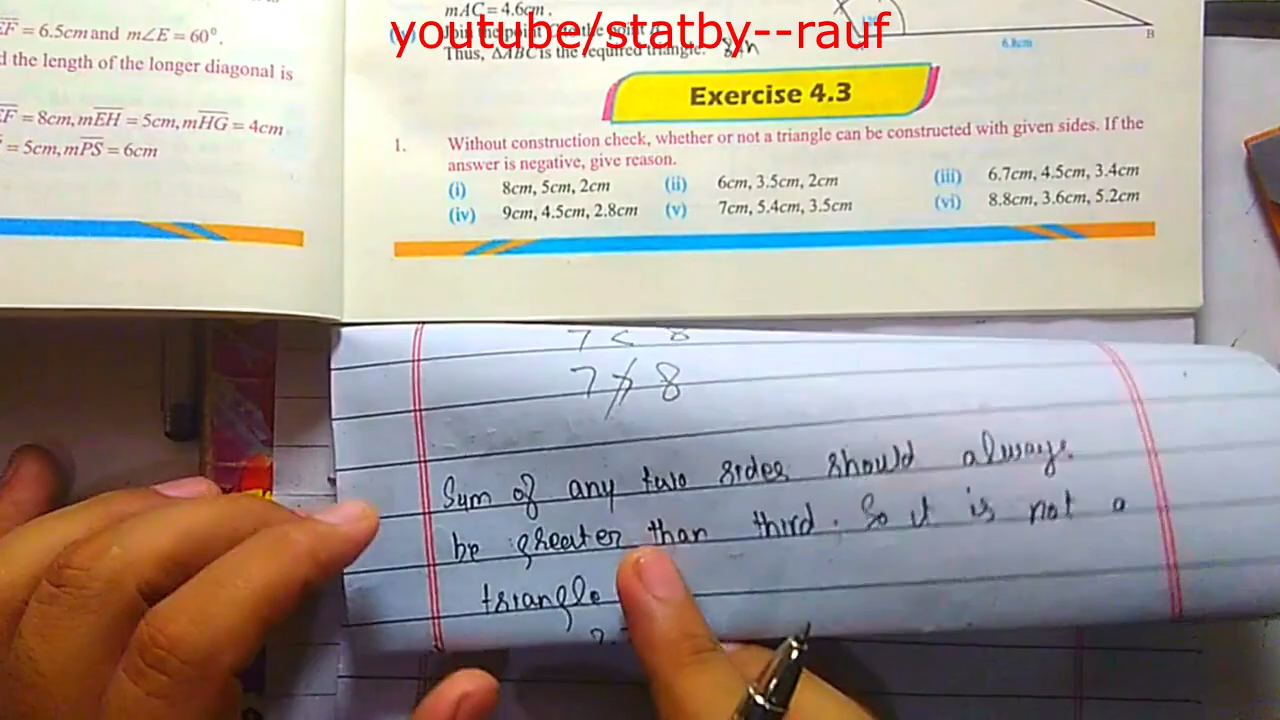 EF = 6.5cm and m∠E = 60°.
d the length of the longer diagonal is
EF = 8cm, mEH = 5cm, mHG = 4cm
= 5cm, mPS = 6cm
mAC = 4.6cm.
youtube/statby--rauf
Thus, ΔABC is the required triangle.
6.8cm
B
Exercise 4.3
1. Without construction check, whether or not a triangle can be constructed with given sides. If the
answer is negative, give reason.
(i) 8cm, 5cm, 2cm (ii) 6cm, 3.5cm, 2cm (iii) 6.7cm, 4.5cm, 3.4cm
(iv) 9cm, 4.5cm, 2.8cm (v) 7cm, 5.4cm, 3.5cm (vi) 8.8cm, 3.6cm, 5.2cm
7 < 8
7 ≯ 8
Sum of any two sides should always.
be greater than third. So it is not a
triangle